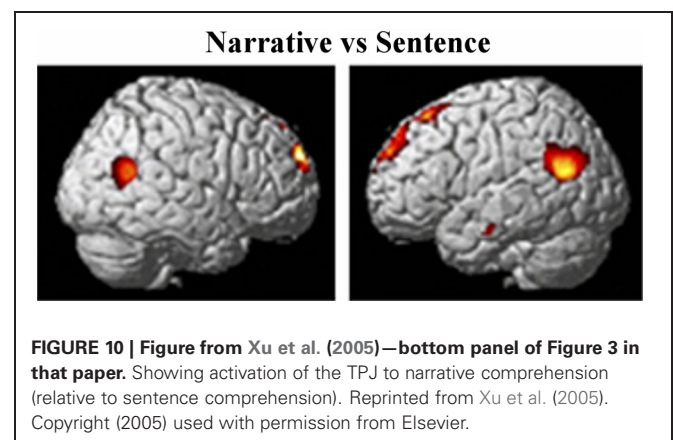 Narrative vs Sentence
FIGURE 10 | Figure from Xu et al. (2005)—bottom panel of Figure 3 in
that paper. Showing activation of the TPJ to narrative comprehension
(relative to sentence comprehension). Reprinted from Xu et al. (2005).
Copyright (2005) used with permission from Elsevier.